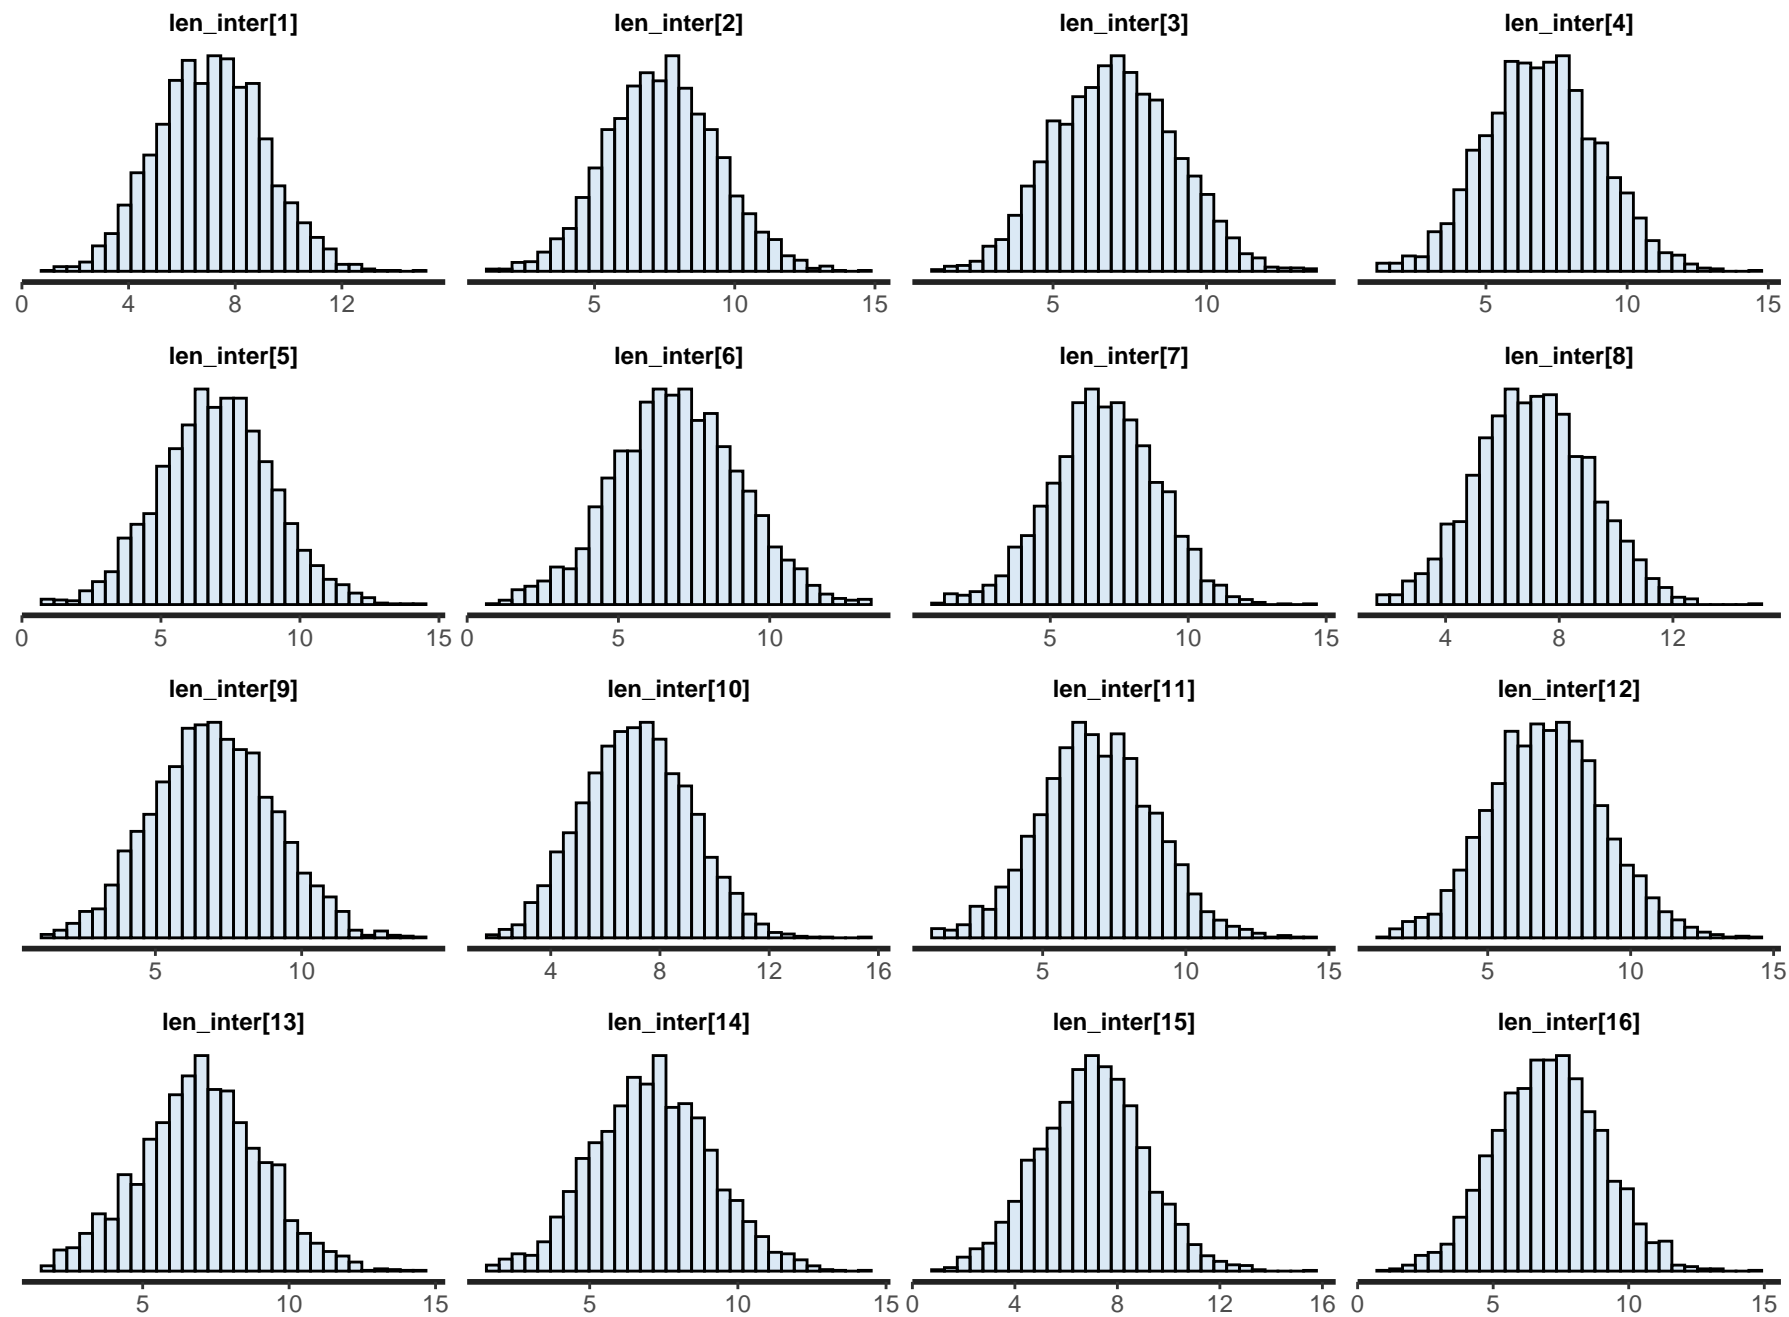 len_inter[1] len_inter[2] len_inter[3] len_inter[4]
0 4 8 12 5 10 15 5 10 5 10 15
len_inter[5] len_inter[6] len_inter[7] len_inter[8]
0 5 10 15 0 5 10 5 10 15 4 8 12
len_inter[9] len_inter[10] len_inter[11] len_inter[12]
5 10 4 8 12 16 5 10 15 5 10 15
len_inter[13] len_inter[14] len_inter[15] len_inter[16]
5 10 15 5 10 15 0 4 8 12 16 0 5 10 15